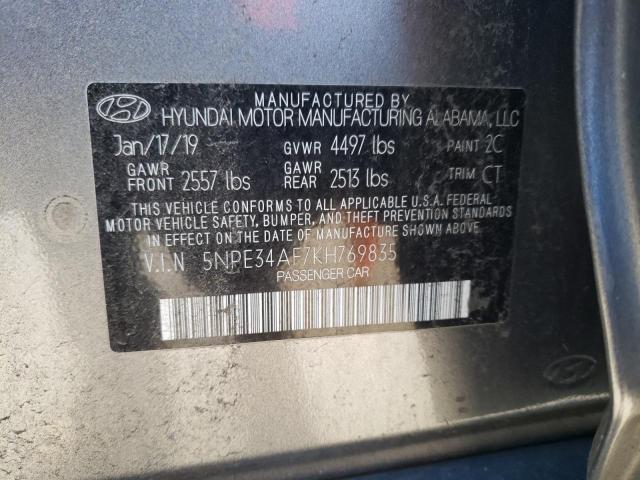 MANUFACTURED BY
HYUNDAI MOTOR MANUFACTURING ALABAMA, LLC
Jan/17/19 GVWR 4497 lbs PAINT 2C
GAWR FRONT 2557 lbs GAWR REAR 2513 lbs TRIM CT
THIS VEHICLE CONFORMS TO ALL APPLICABLE U.S.A. FEDERAL
MOTOR VEHICLE SAFETY, BUMPER, AND THEFT PREVENTION STANDARDS
IN EFFECT ON THE DATE OF MANUFACTURE SHOWN ABOVE.
V.I.N 5NPE34AF7KH769835
PASSENGER CAR